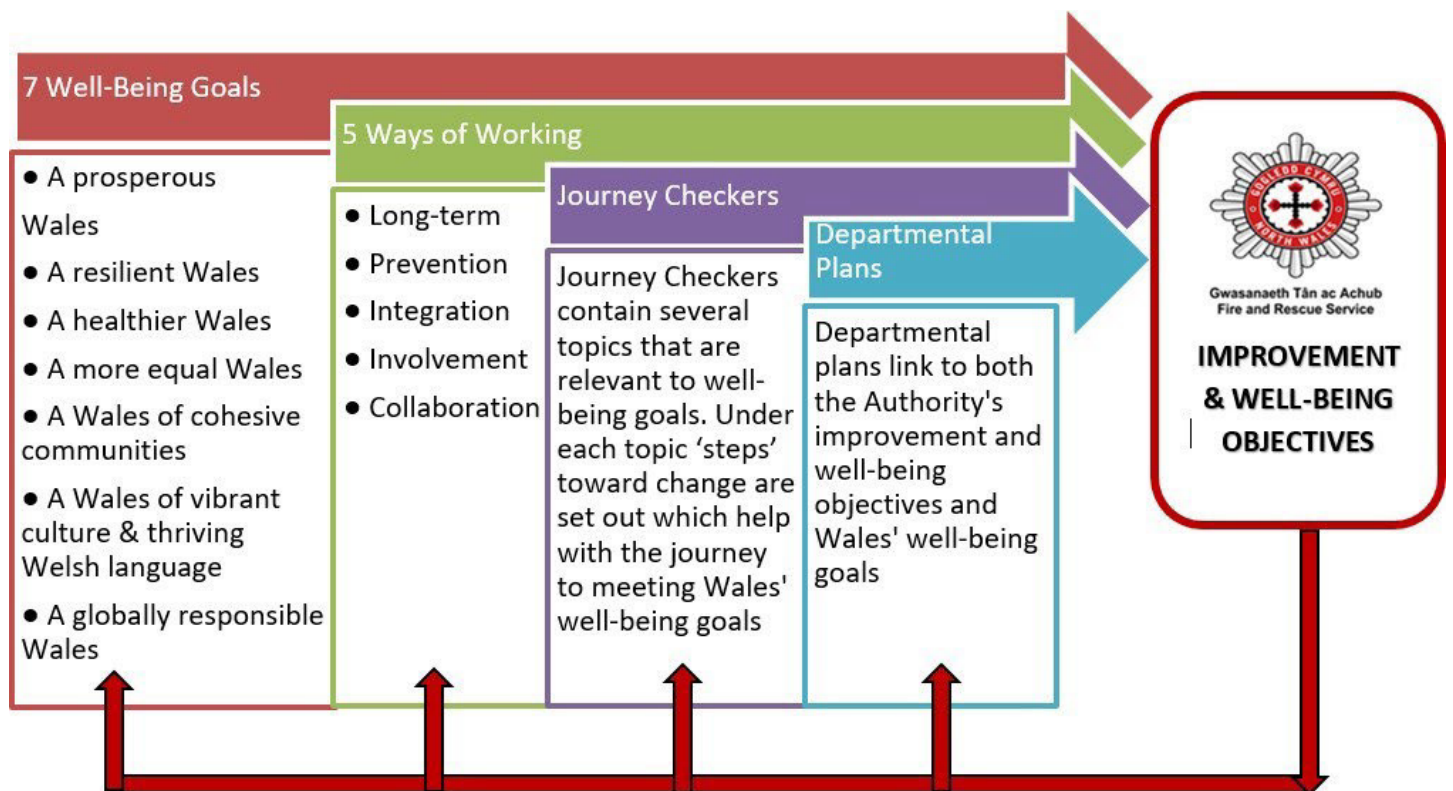 7 Well-Being Goals
● A prosperous
Wales
● A resilient Wales
● A healthier Wales
● A more equal Wales
● A Wales of cohesive
communities
● A Wales of vibrant
culture & thriving
Welsh language
● A globally responsible
Wales
5 Ways of Working
● Long-term
● Prevention
● Integration
● Involvement
● Collaboration
Journey Checkers
Journey Checkers
contain several
topics that are
relevant to well-
being goals. Under
each topic ‘steps’
toward change are
set out which help
with the journey
to meeting Wales'
well-being goals
Departmental
Plans
Departmental
plans link to both
the Authority's
improvement and
well-being
objectives and
Wales' well-being
goals
GOGLEDD CYMRU
NORTH WALES
Gwasanaeth Tân ac Achub
Fire and Rescue Service
IMPROVEMENT
& WELL-BEING
OBJECTIVES